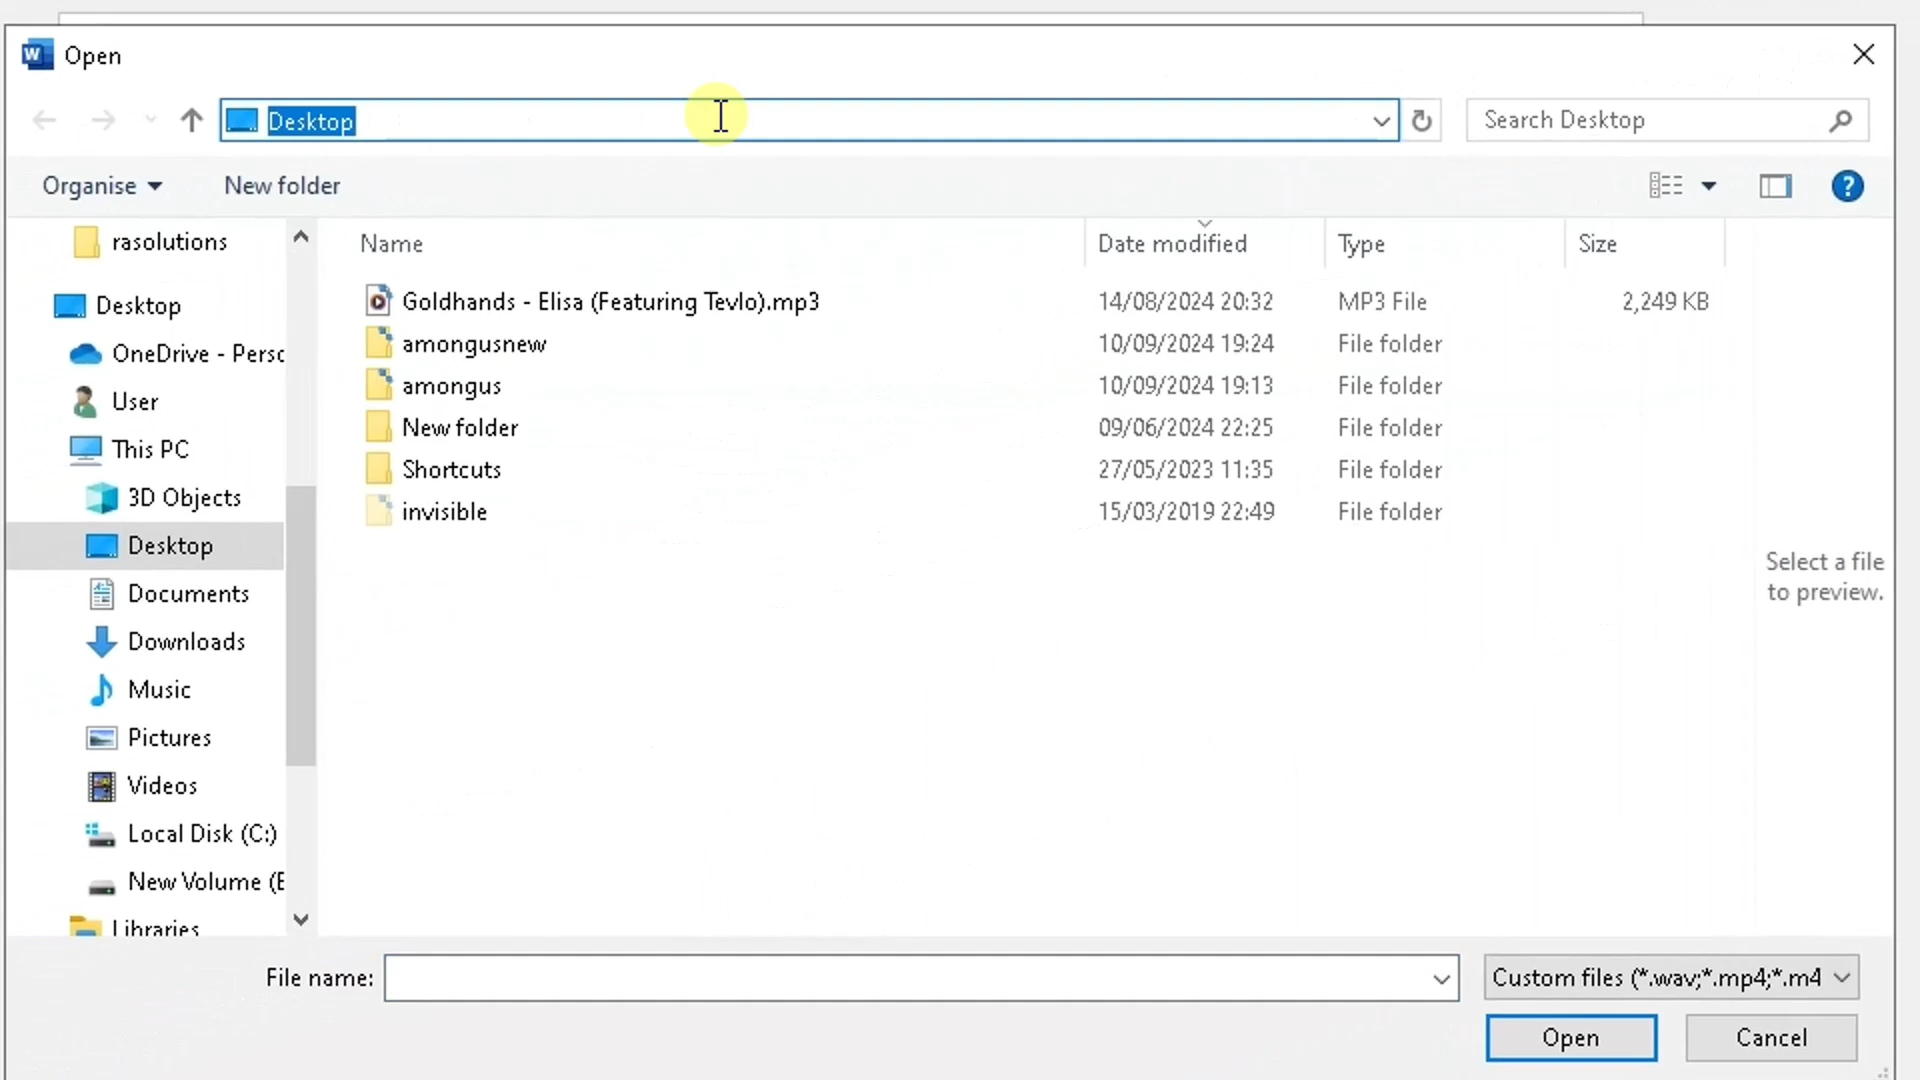 Open
Desktop
Search Desktop
Organise
New folder
?
rasolutions
Desktop
OneDrive - Perso
User
This PC
3D Objects
Desktop
Documents
Downloads
Music
Pictures
Videos
Local Disk (C:)
New Volume (E
Libraries
Name Date modified Type Size
Goldhands - Elisa (Featuring Tevlo).mp3 14/08/2024 20:32 MP3 File 2,249 KB
amongusnew 10/09/2024 19:24 File folder
amongus 10/09/2024 19:13 File folder
New folder 09/06/2024 22:25 File folder
Shortcuts 27/05/2023 11:35 File folder
invisible 15/03/2019 22:49 File folder
Select a file
to preview.
File name:
Custom files (*.wav;*.mp4;*.m4
Open
Cancel